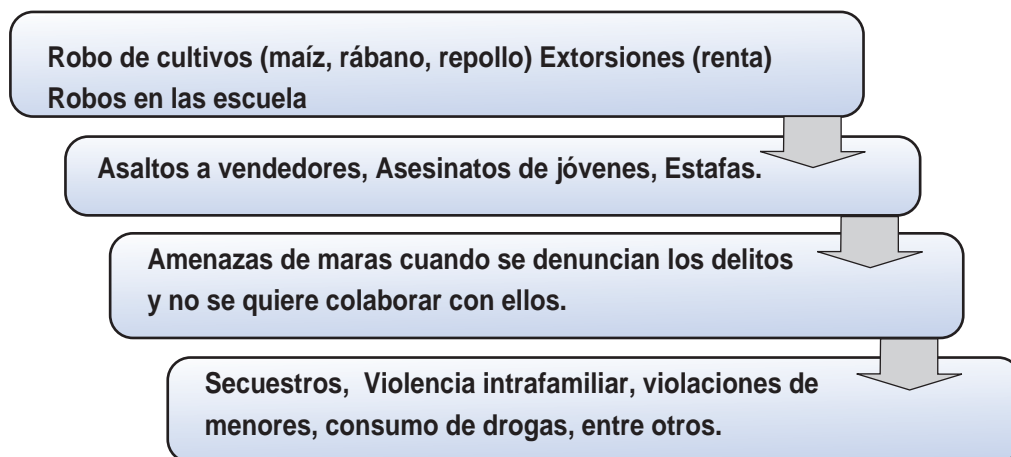 Robo de cultivos (maíz, rábano, repollo) Extorsiones (renta)
Robos en las escuela
Asaltos a vendedores, Asesinatos de jóvenes, Estafas.
Amenazas de maras cuando se denuncian los delitos
y no se quiere colaborar con ellos.
Secuestros, Violencia intrafamiliar, violaciones de
menores, consumo de drogas, entre otros.